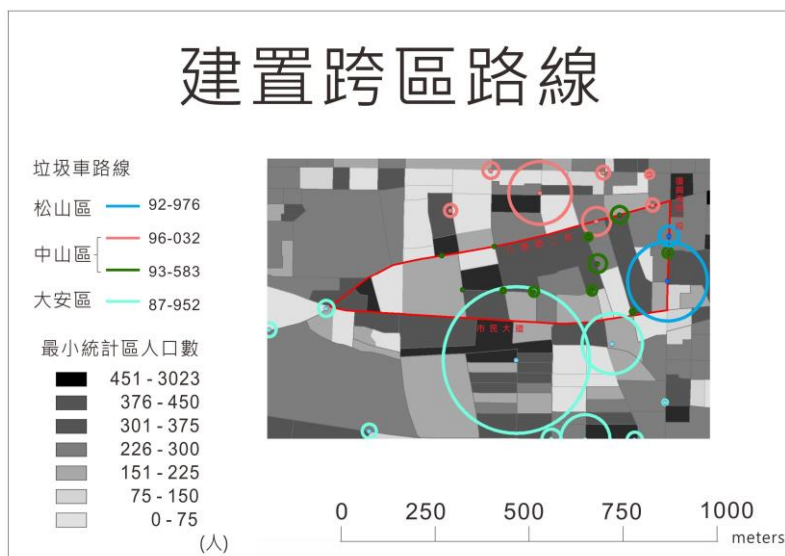 建置跨區路線
垃圾車路線
松山區 92-976
中山區 96-032
93-583
大安區 87-952
最小統計區人口數
451 - 3023
376 - 450
301 - 375
226 - 300
151 - 225
75 - 150
0 - 75
(人)
市民大道
0 250 500 750 1000
meters